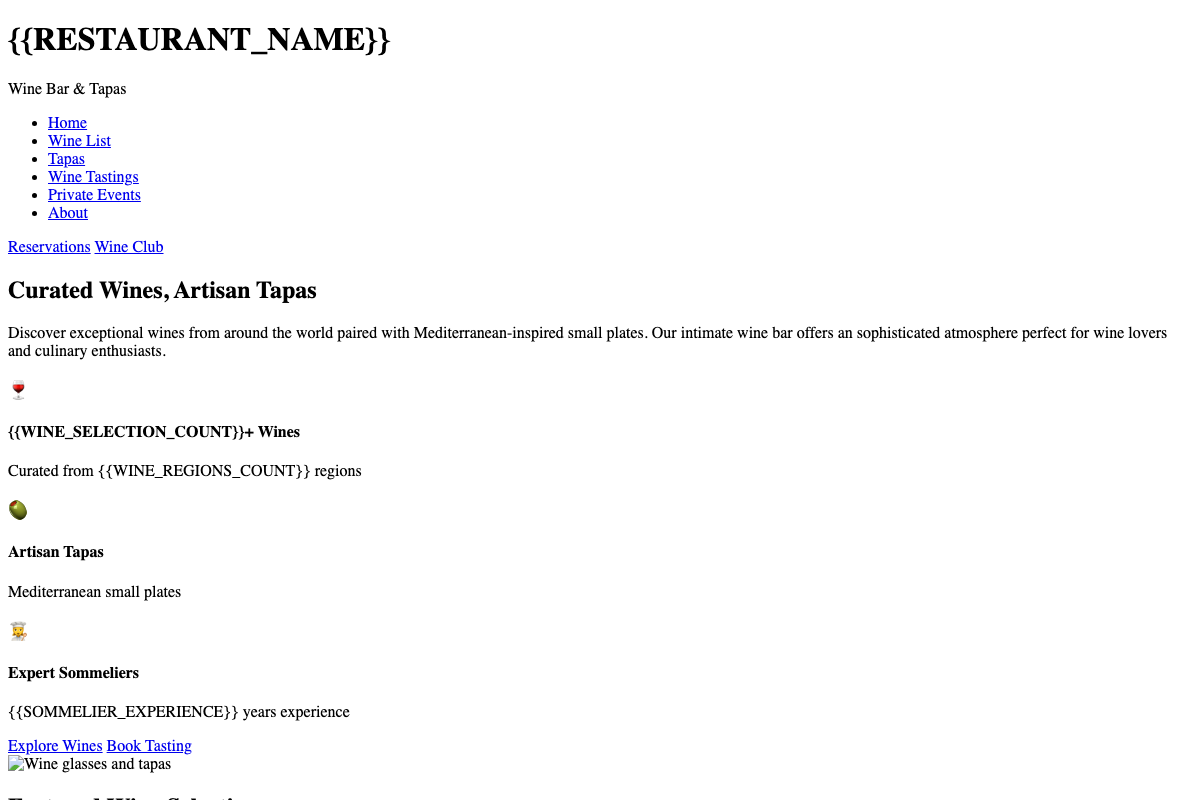 {{RESTAURANT_NAME}}
Wine Bar & Tapas
Home
Wine List
Tapas
Wine Tastings
Private Events
About
Reservations Wine Club
Curated Wines, Artisan Tapas
Discover exceptional wines from around the world paired with Mediterranean-inspired small plates. Our intimate wine bar offers an sophisticated atmosphere perfect for wine lovers
and culinary enthusiasts.
{{WINE_SELECTION_COUNT}}+ Wines
Curated from {{WINE_REGIONS_COUNT}} regions
Artisan Tapas
Mediterranean small plates
Expert Sommeliers
{{SOMMELIER_EXPERIENCE}} years experience
Explore Wines Book Tasting
Wine glasses and tapas